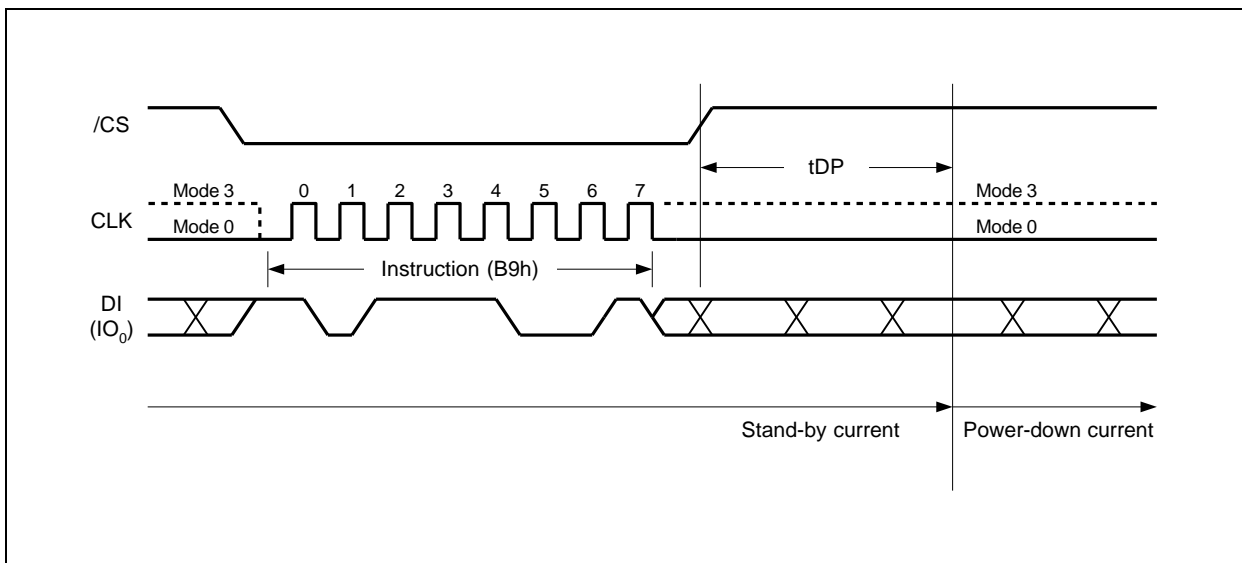 /CS
tDP
Mode 3
0 1 2 3 4 5 6 7
Mode 3
CLK
Mode 0
Mode 0
Instruction (B9h)
DI
(IO0)
Stand-by current
Power-down current